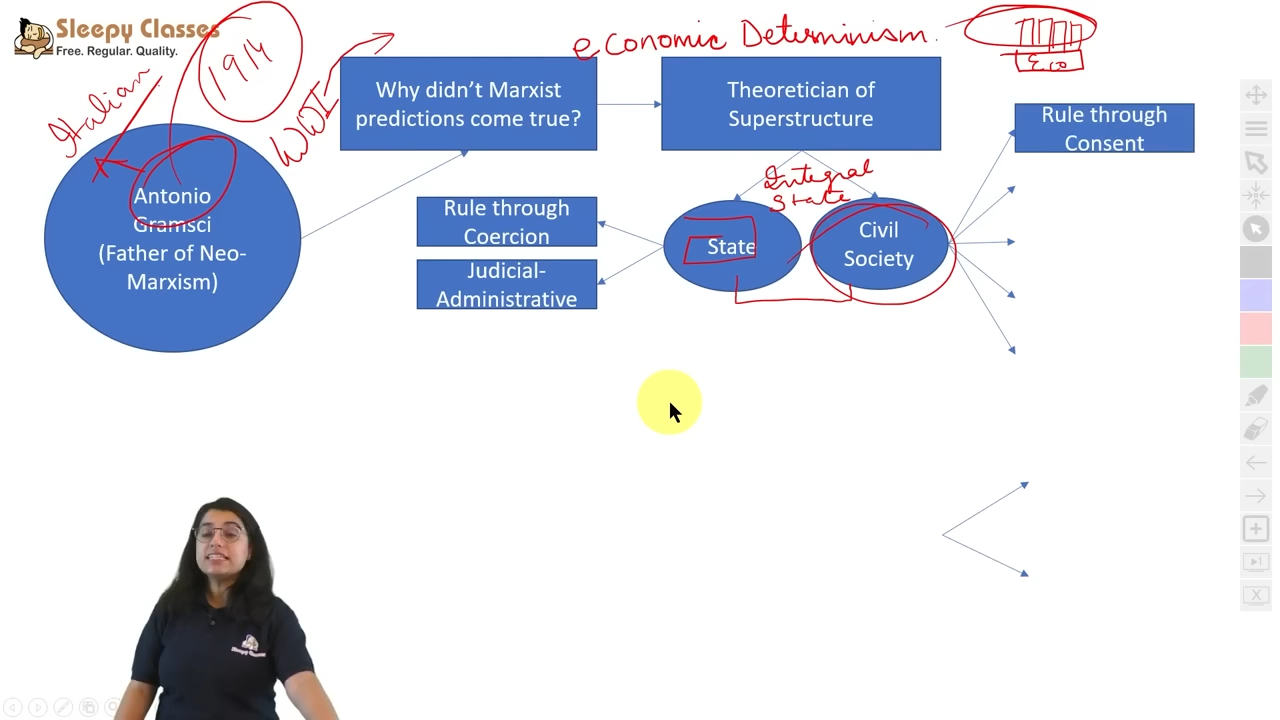 Sleepy Classes
Free. Regular. Quality.
1914
Italian
WWI
economic Determinism.
Eco
Antonio
Gramsci
(Father of Neo-
Marxism)
Why didn't Marxist
predictions come true?
Theoretician of
Superstructure
Integral
State
Rule through
Coercion
Judicial-
Administrative
State
Civil
Society
Rule through
Consent
Sleepy Classes
X